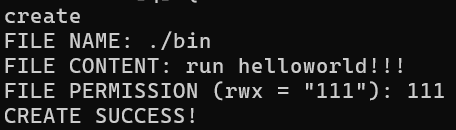 create
FILE NAME: ./bin
FILE CONTENT: run helloworld!!!
FILE PERMISSION (rwx = "111"): 111
CREATE SUCCESS!